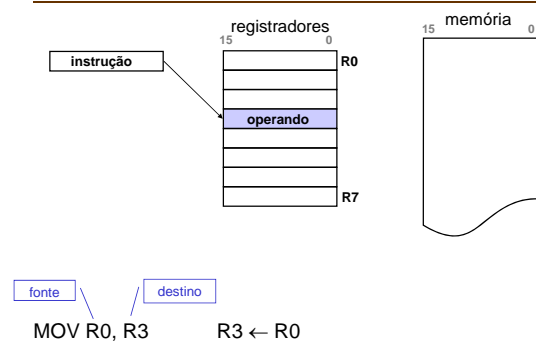 registradores
memória
15 0
15 0
instrução
R0
operando
R7
fonte
destino
MOV R0, R3 R3 ← R0